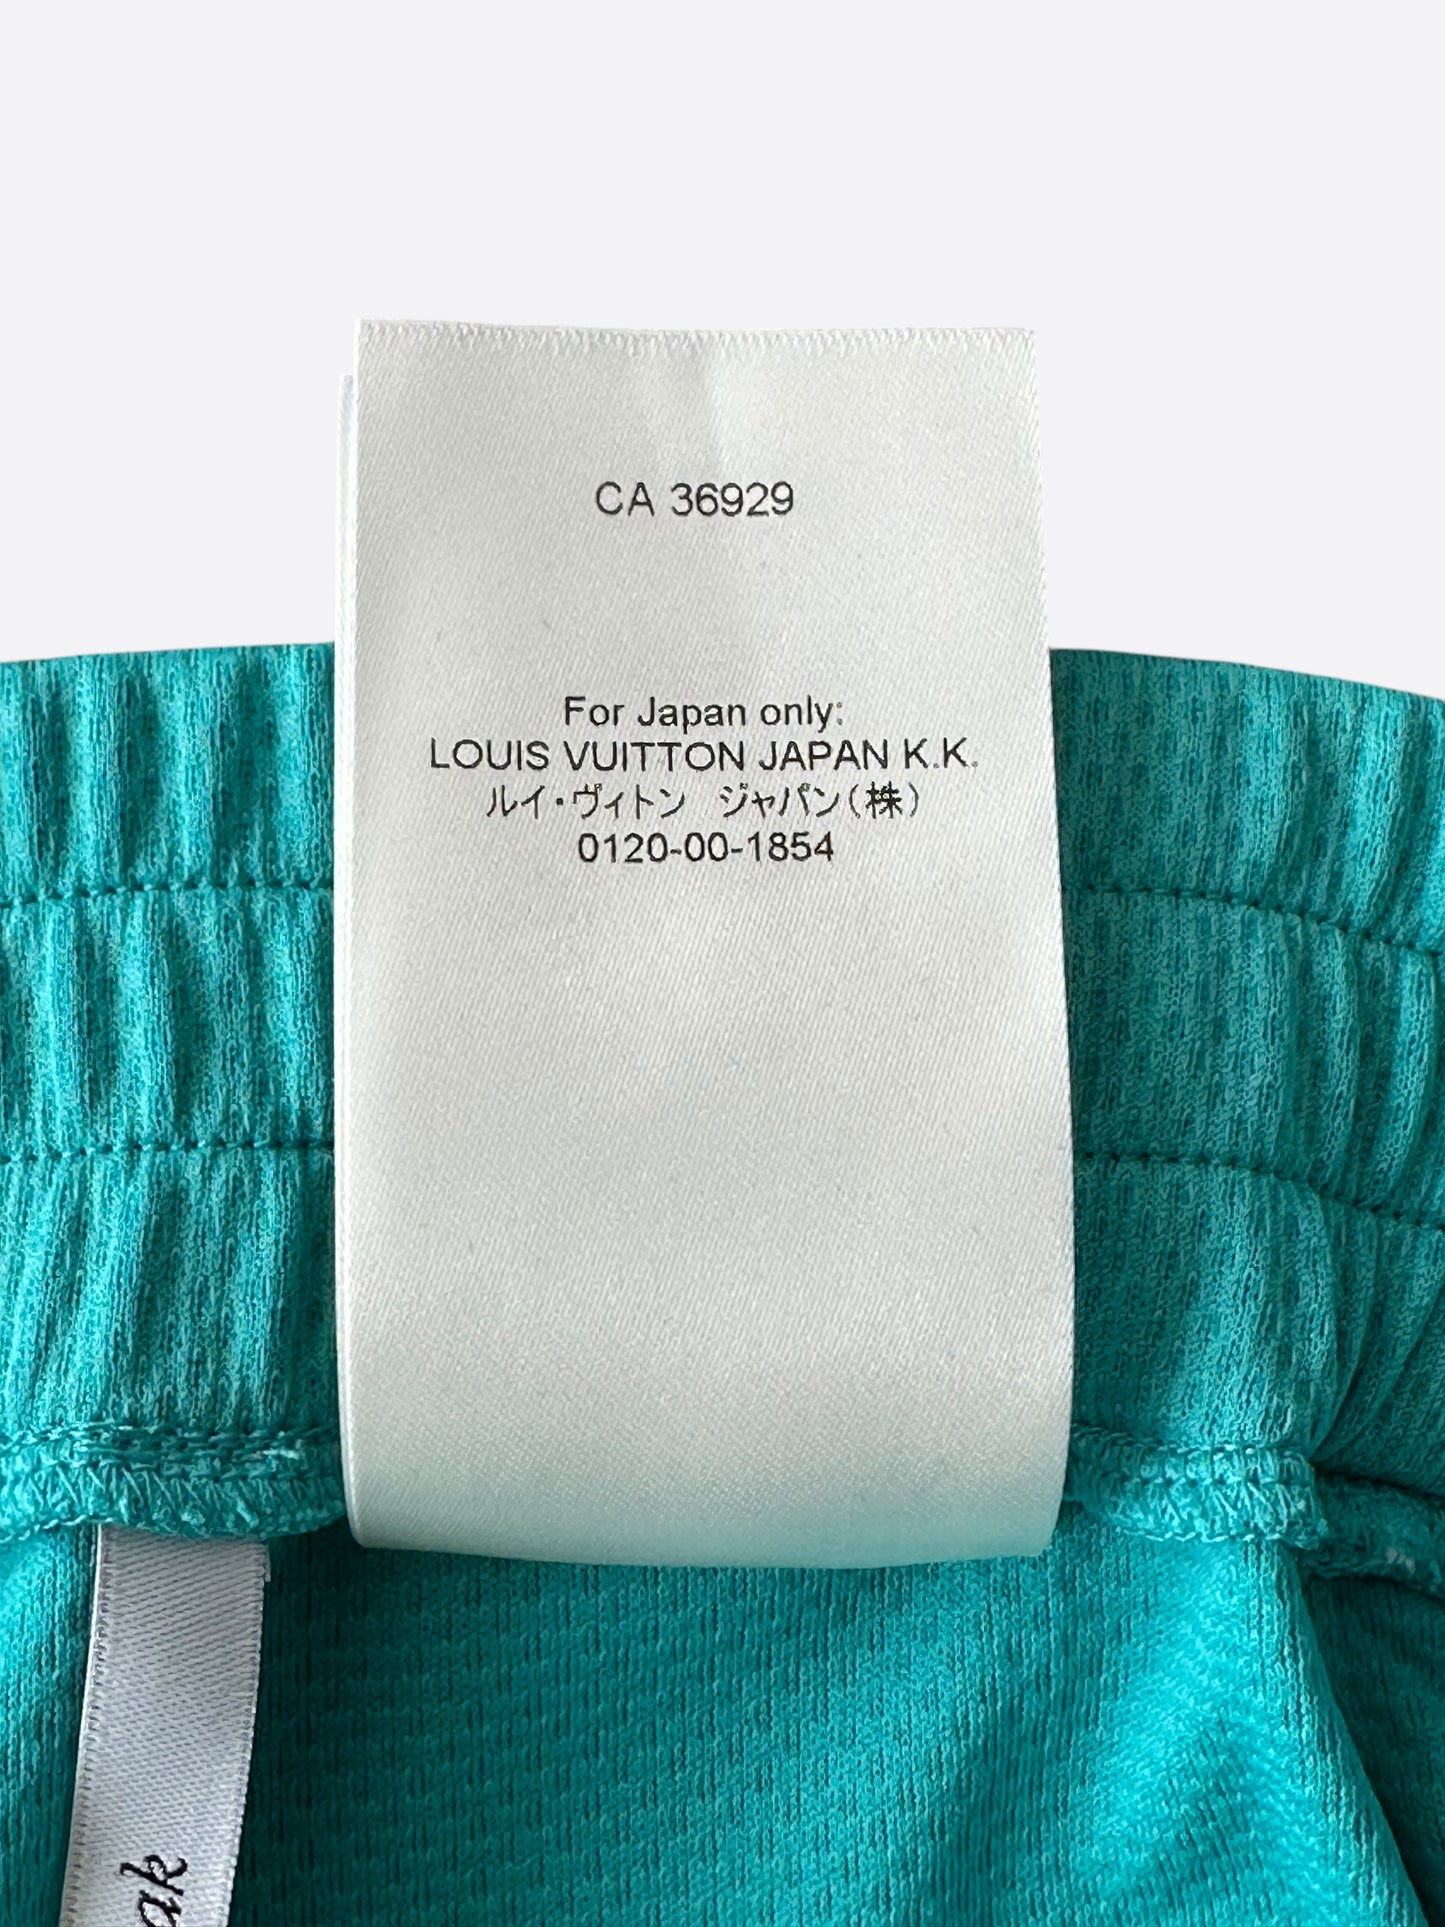 CA 36929
For Japan only:
LOUIS VUITTON JAPAN K.K.
ルイ・ヴィトン　ジャパン（株）
0120-00-1854
ak